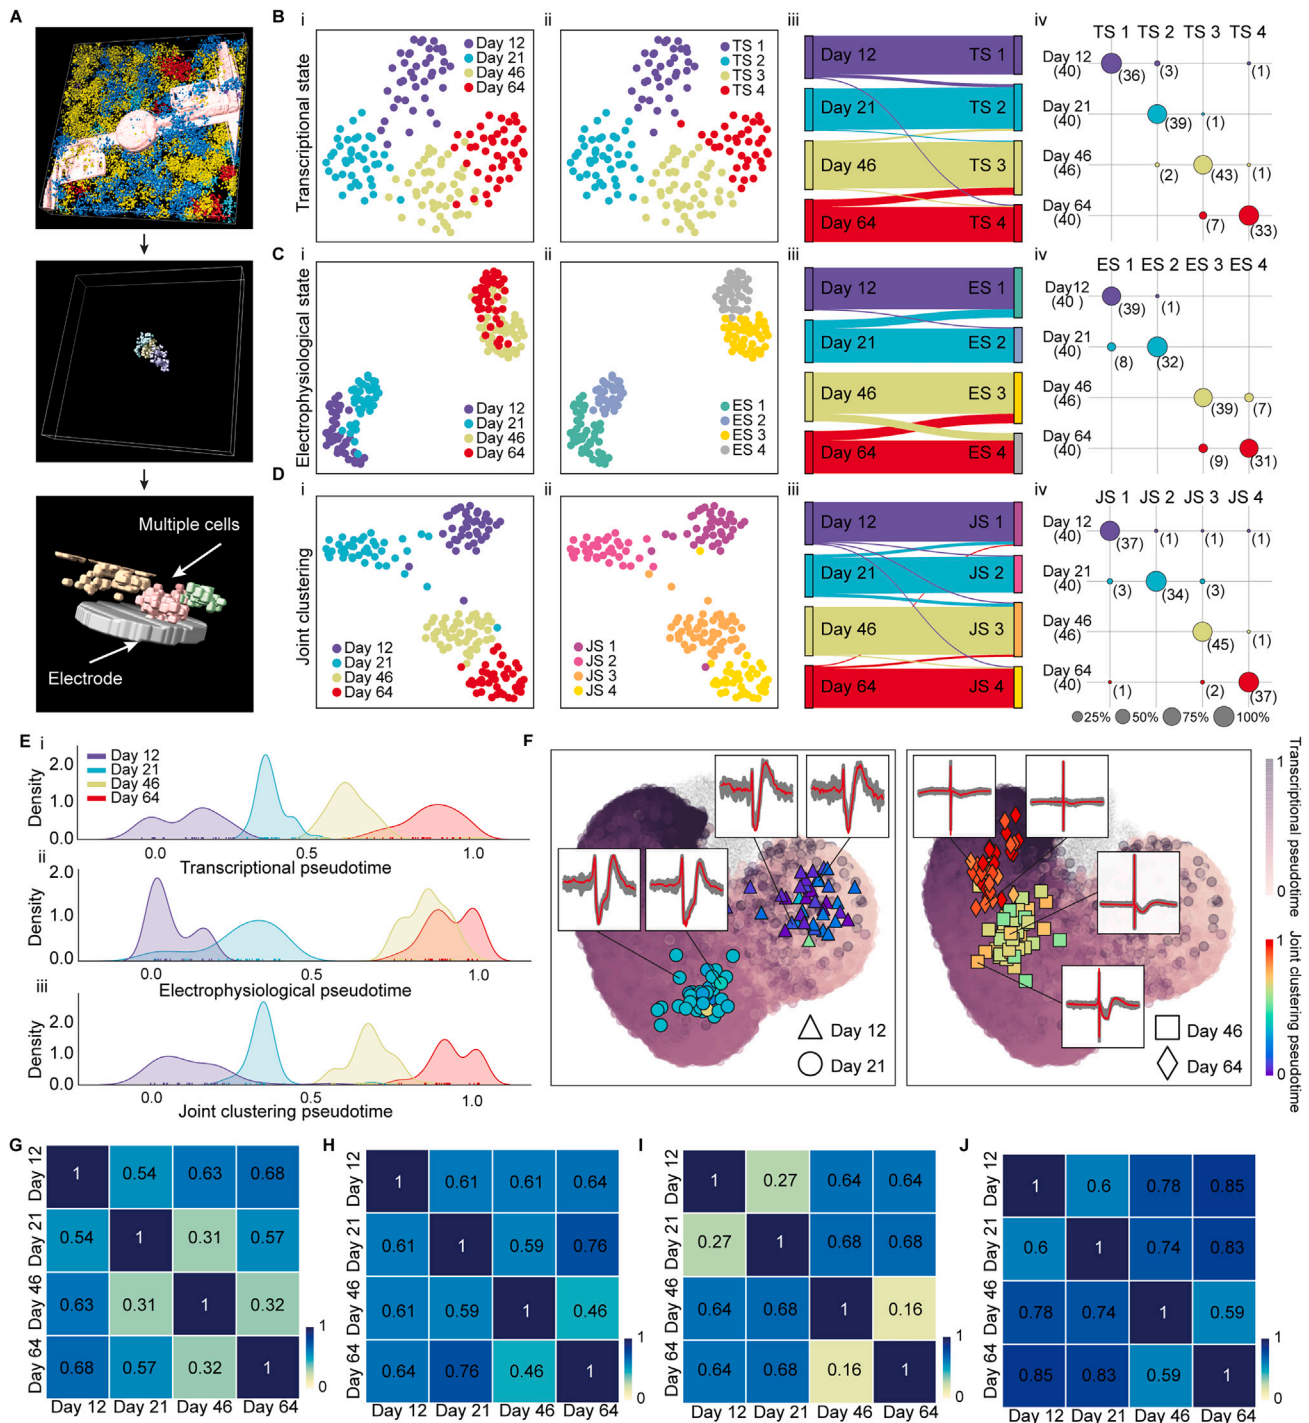 A
Multiple cells
Electrode
B
i
ii
iii
iv
Transcriptional state
Day 12
Day 21
Day 46
Day 64
TS 1
TS 2
TS 3
TS 4
Day 12 TS 1
Day 21 TS 2
Day 46 TS 3
Day 64 TS 4
TS 1 TS 2 TS 3 TS 4
Day 12
(40)
(36) (3) (1)
Day 21
(40)
(39) (1)
Day 46
(46)
(2) (43) (1)
Day 64
(40)
(7) (33)
C
i
ii
iii
iv
Electrophysiological state
Day 12
Day 21
Day 46
Day 64
ES 1
ES 2
ES 3
ES 4
Day 12 ES 1
Day 21 ES 2
Day 46 ES 3
Day 64 ES 4
ES 1 ES 2 ES 3 ES 4
Day12
(40 )
(39) (1)
Day 21
(40)
(8) (32)
Day 46
(46)
(39) (7)
Day 64
(40)
(9) (31)
D
i
ii
iii
iv
Joint clustering
Day 12
Day 21
Day 46
Day 64
JS 1
JS 2
JS 3
JS 4
Day 12 JS 1
Day 21 JS 2
Day 46 JS 3
Day 64 JS 4
JS 1 JS 2 JS 3 JS 4
Day 12
(40)
(37) (1) (1) (1)
Day 21
(40)
(3) (34) (3)
Day 46
(46)
(45) (1)
Day 64
(40)
(1) (2) (37)
25% 50% 75% 100%
E
i
Day 12
Day 21
Day 46
Day 64
Density
2.0
1.0
0.0
0.0 0.5 1.0
Transcriptional pseudotime
ii
Density
2.0
1.0
0.0
0.0 0.5 1.0
Electrophysiological pseudotime
iii
Density
2.0
1.0
0.0
0.0 0.5 1.0
Joint clustering pseudotime
F
Day 12
Day 21
Day 46
Day 64
Transcriptional pseudotime
1
0
Joint clustering pseudotime
1
0
G
Day 12
1 0.54 0.63 0.68
Day 21
0.54 1 0.31 0.57
Day 46
0.63 0.31 1 0.32
Day 64
0.68 0.57 0.32 1
Day 12 Day 21 Day 46 Day 64
1
0
H
Day 12
1 0.61 0.61 0.64
Day 21
0.61 1 0.59 0.76
Day 46
0.61 0.59 1 0.46
Day 64
0.64 0.76 0.46 1
Day 12 Day 21 Day 46 Day 64
1
0
I
Day 12
1 0.27 0.64 0.64
Day 21
0.27 1 0.68 0.68
Day 46
0.64 0.68 1 0.16
Day 64
0.64 0.68 0.16 1
Day 12 Day 21 Day 46 Day 64
1
0
J
Day 12
1 0.6 0.78 0.85
Day 21
0.6 1 0.74 0.83
Day 46
0.78 0.74 1 0.59
Day 64
0.85 0.83 0.59 1
Day 12 Day 21 Day 46 Day 64
1
0